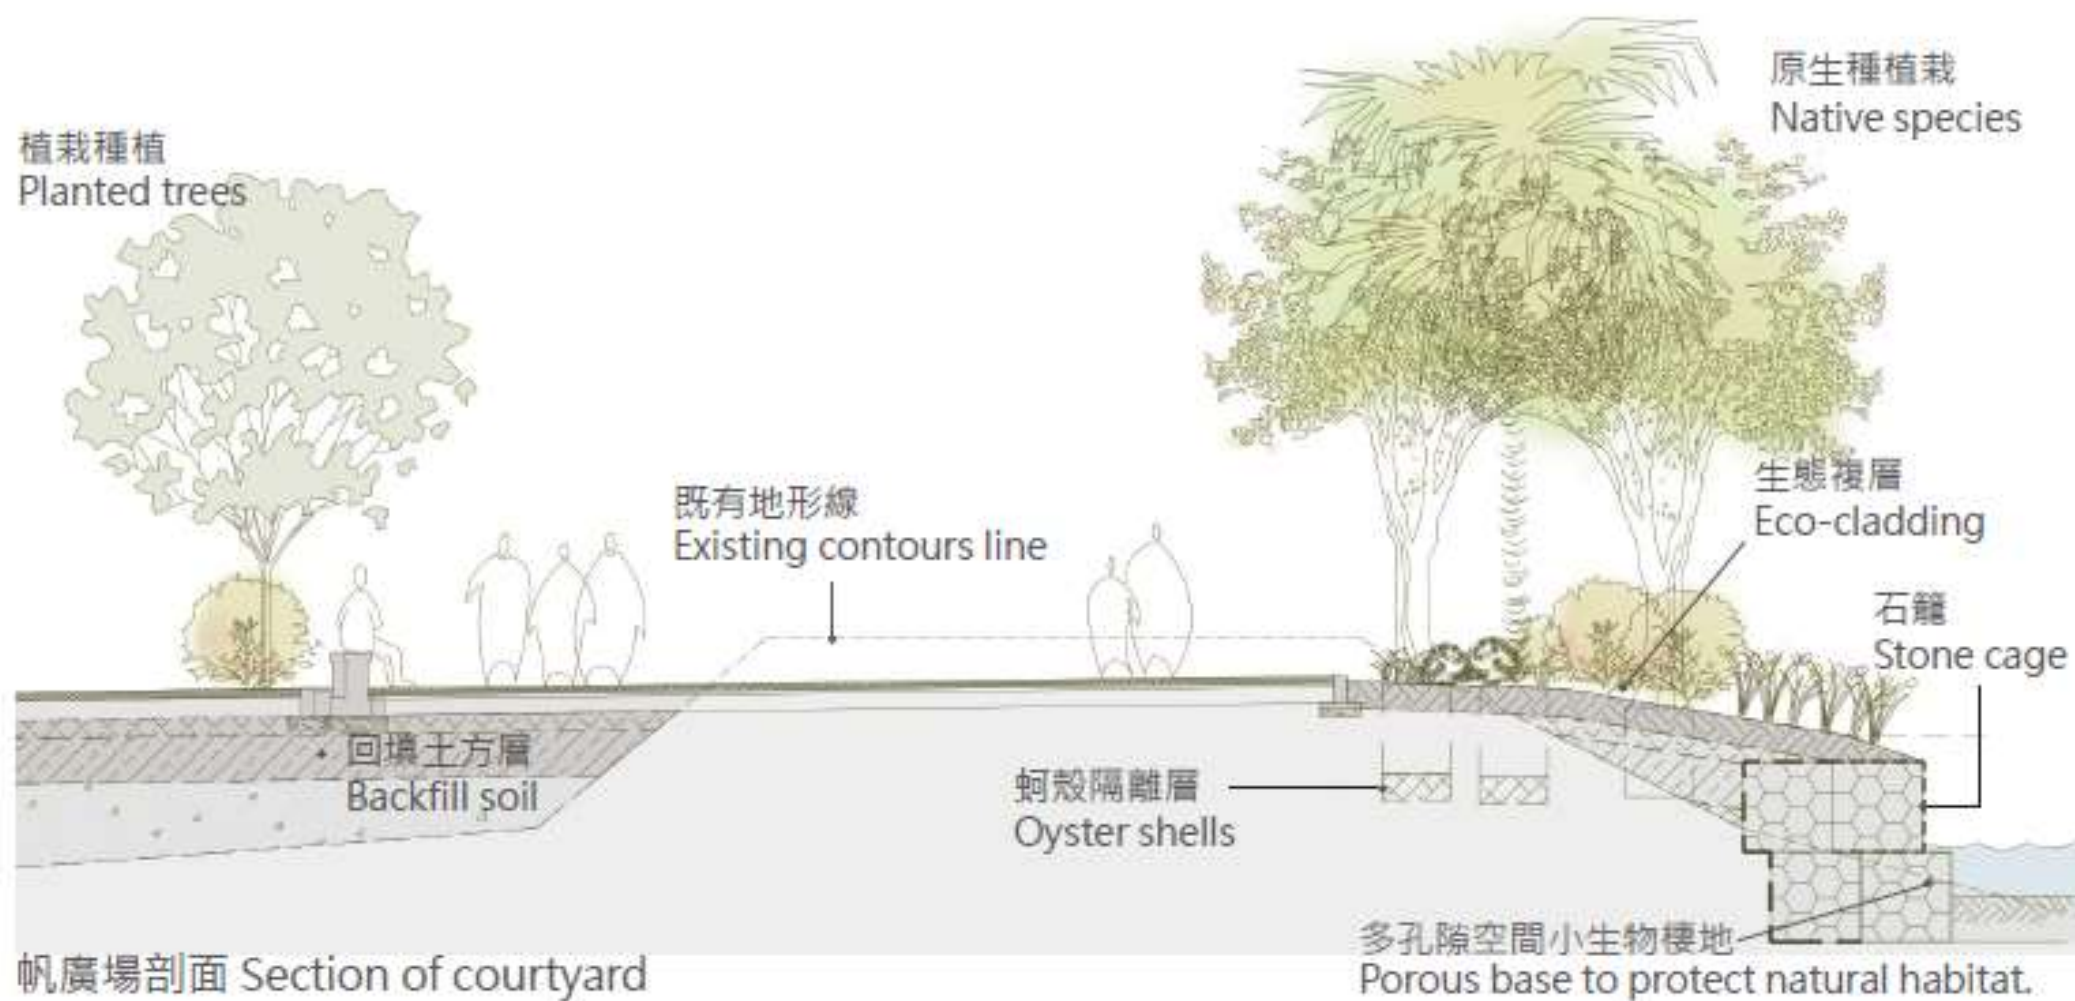 原生種植栽
Native species
植栽種植
Planted trees
既有地形線
Existing contours line
生態複層
Eco-cladding
石籠
Stone cage
回填土方層
Backfill soil
蚵殼隔離層
Oyster shells
多孔隙空間小生物棲地
Porous base to protect natural habitat.
帆廣場剖面 Section of courtyard